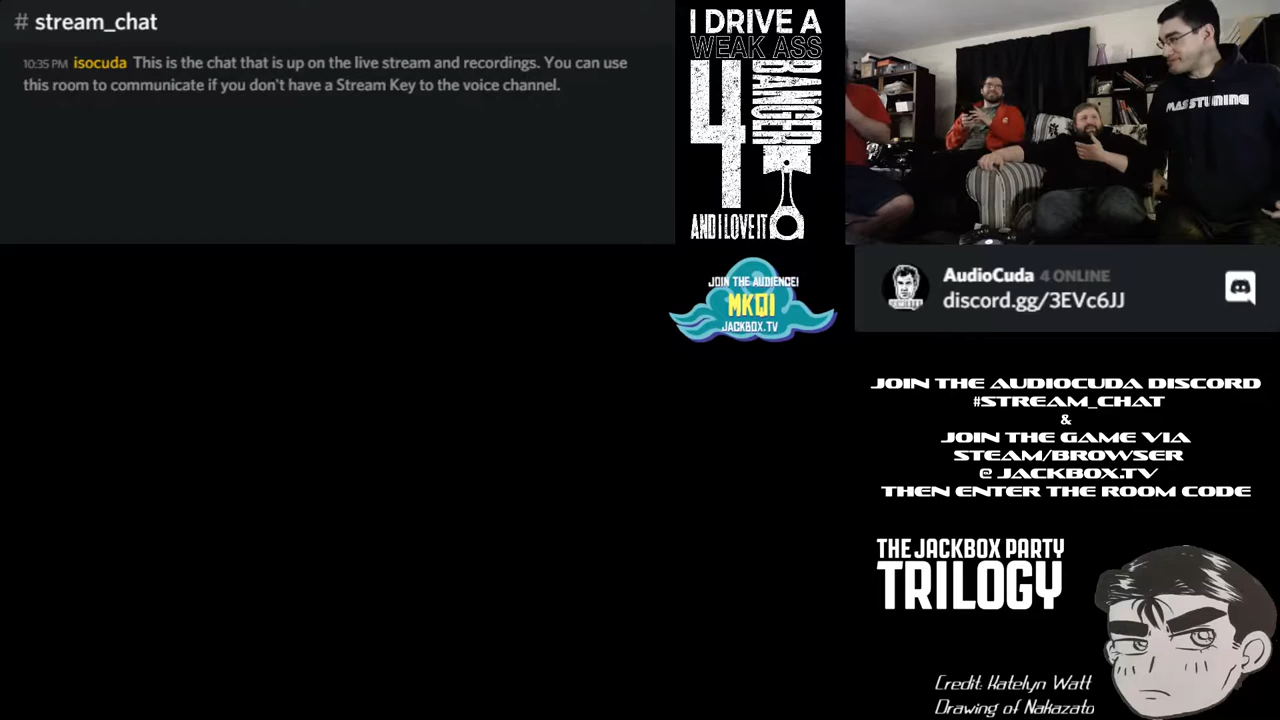 # stream_chat
10:35 PM isocuda This is the chat that is up on the live stream and recordings. You can use
this room to communicate if you don't have a Stream Key to the voice channel.
I DRIVE A
WEAK ASS
4 BANGER
AND I LOVE IT
MASSTUNING
JOIN THE AUDIENCE!
MKQI
JACKBOX.TV
AudioCuda 4 ONLINE
discord.gg/3EVc6JJ
JOIN THE AUDIOCUDA DISCORD
#STREAM_CHAT
&
JOIN THE GAME VIA
STEAM/BROWSER
@ JACKBOX.TV
THEN ENTER THE ROOM CODE
THE JACKBOX PARTY
TRILOGY
Credit: Katelyn Watt
Drawing of Nakazato